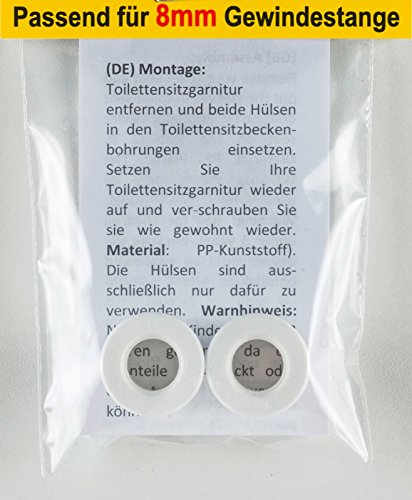 Passend für 8mm Gewindestange
(DE) Montage:
Toilettensitzgarnitur
entfernen und beide Hülsen
in den Toilettensitzbecken-
bohrungen einsetzen.
Setzen Sie Ihre
Toilettensitzgarnitur wieder
auf und ver-schrauben Sie
sie wie gewohnt wieder.
Material: PP-Kunststoff).
Die Hülsen sind aus-
schließlich nur dafür zu
verwenden. Warnhinweis:
da